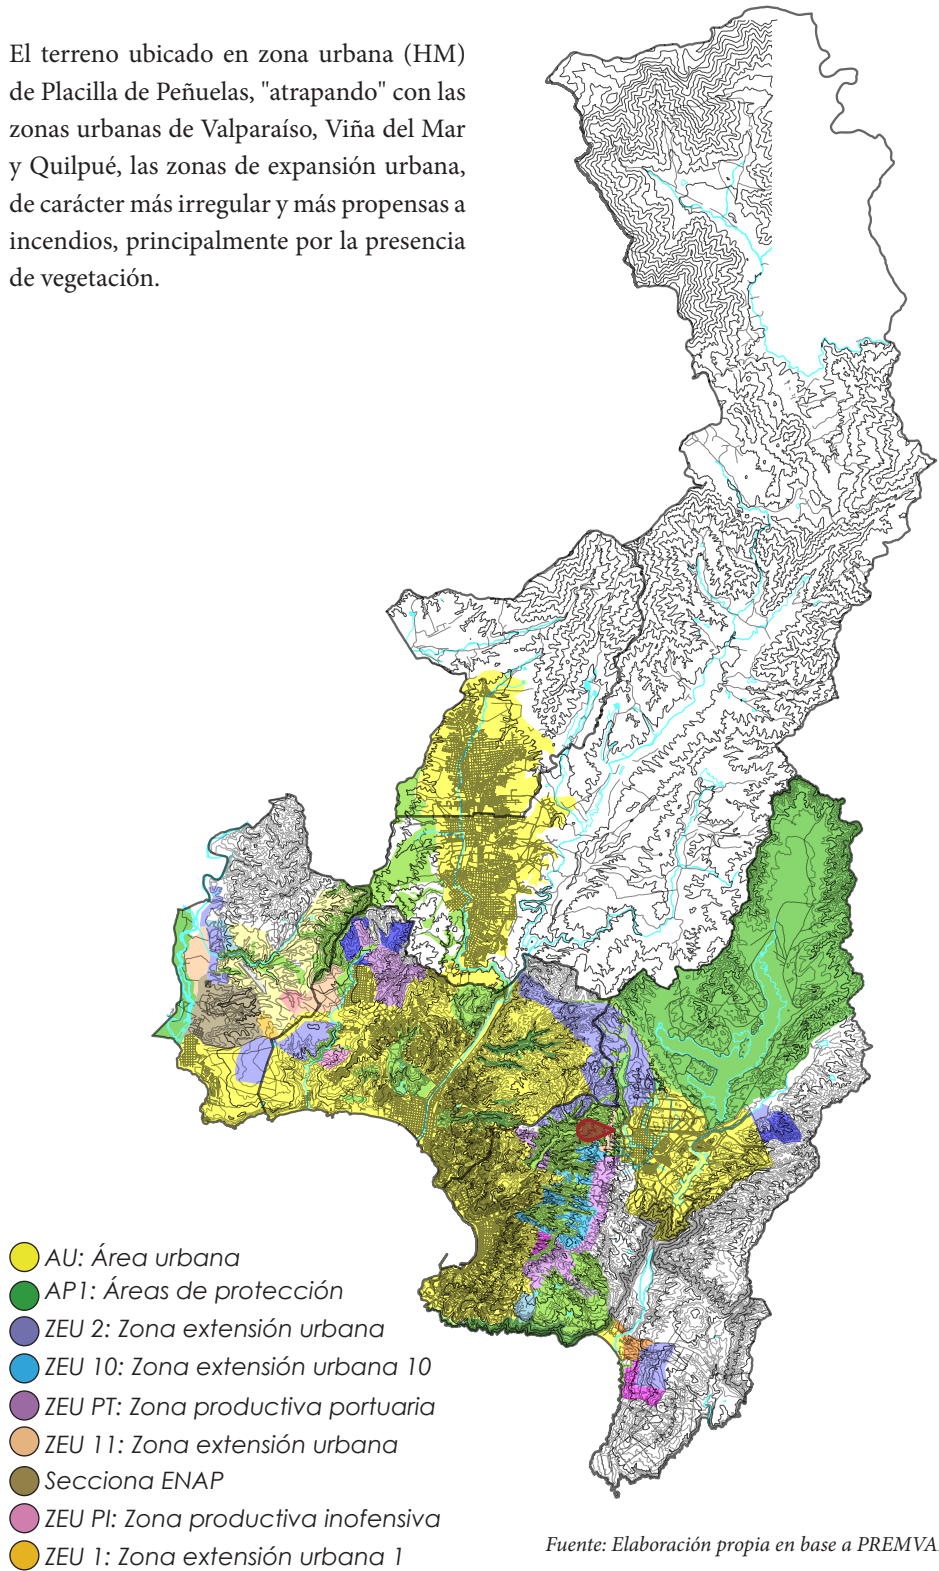 El terreno ubicado en zona urbana (HM)
de Placilla de Peñuelas, "atrapando" con las
zonas urbanas de Valparaíso, Viña del Mar
y Quilpué, las zonas de expansión urbana,
de carácter más irregular y más propensas a
incendios, principalmente por la presencia
de vegetación.
AU: Área urbana
AP1: Áreas de protección
ZEU 2: Zona extensión urbana
ZEU 10: Zona extensión urbana 10
ZEU PT: Zona productiva portuaria
ZEU 11: Zona extensión urbana
Secciona ENAP
ZEU PI: Zona productiva inofensiva
ZEU 1: Zona extensión urbana 1
Fuente: Elaboración propia en base a PREMVA